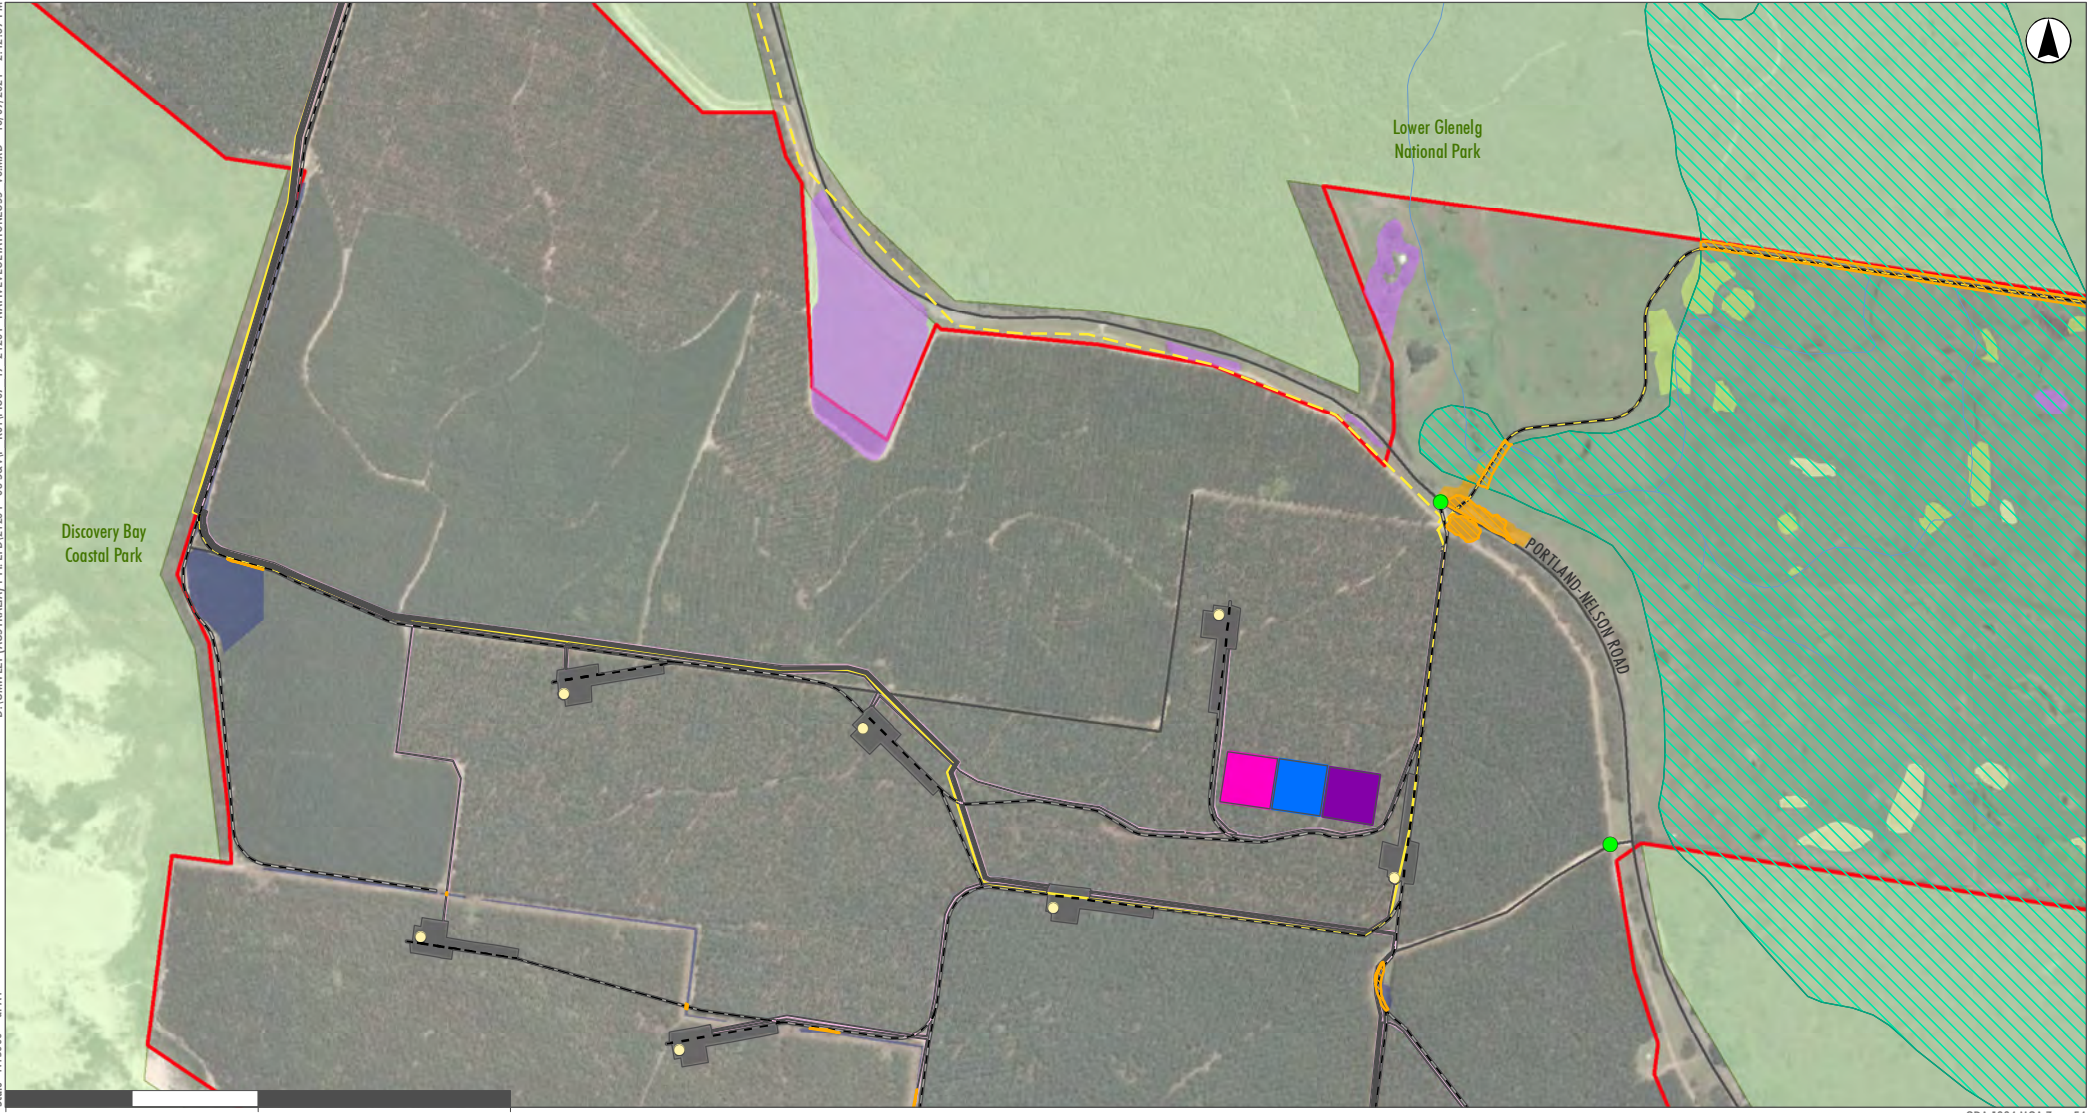 Lower Glenelg
National Park
Discovery Bay
Coastal Park
PORTLAND-NELSON ROAD